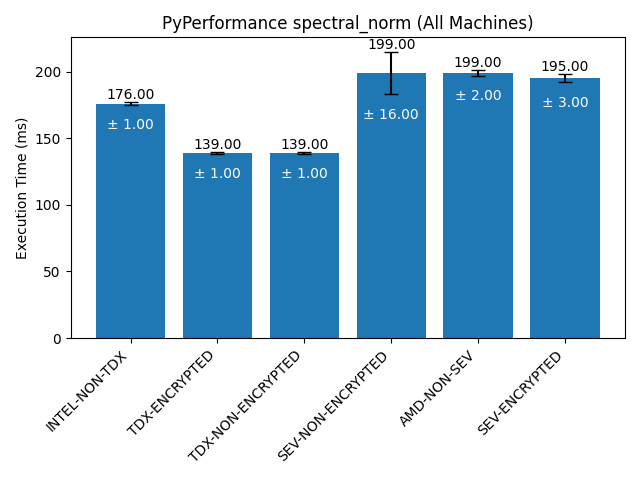 PyPerformance spectral_norm (All Machines)
Execution Time (ms)
200
150
100
50
0
176.00
± 1.00
139.00
± 1.00
139.00
± 1.00
199.00
± 16.00
199.00
± 2.00
195.00
± 3.00
INTEL-NON-TDX
TDX-ENCRYPTED
TDX-NON-ENCRYPTED
SEV-NON-ENCRYPTED
AMD-NON-SEV
SEV-ENCRYPTED